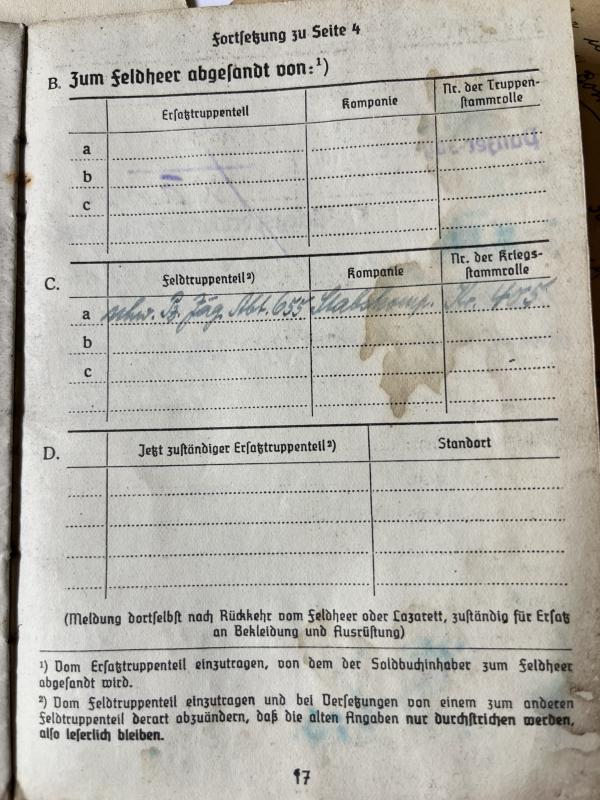 Fortsetzung zu Seite 4
B. Zum Feldheer abgesandt von:¹)
Ersatztruppenteil Kompanie Nr. der Truppen-
stammrolle
a
b
c
C. Feldtruppenteil²) Kompanie Nr. der Kriegs-
stammrolle
a schw. Pz. Jäg. Abt. 655 Stabskomp. Nr. 405
b
c
D. Jetzt zuständiger Ersatztruppenteil²) Standort
(Meldung dortselbst nach Rückkehr vom Feldheer oder Lazarett, zuständig für Ersatz
an Bekleidung und Ausrüstung)
¹) Vom Ersatztruppenteil einzutragen, von dem der Soldbuchinhaber zum Feldheer
abgesandt wird.
²) Vom Feldtruppenteil einzutragen und bei Versetzungen von einem zum anderen
Feldtruppenteil derart abzuändern, daß die alten Angaben nur durchstrichen werden,
also leserlich bleiben.
17